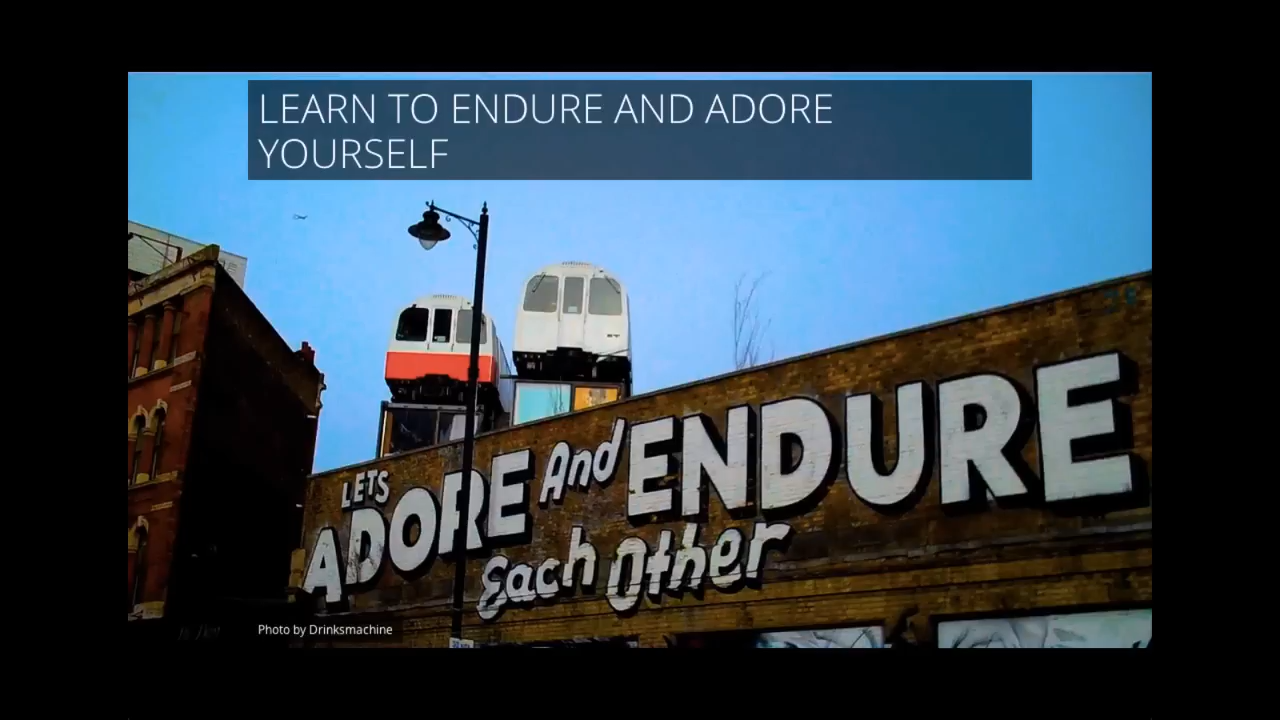 LEARN TO ENDURE AND ADORE
YOURSELF
LETS
ADORE And ENDURE
Each Other
Photo by Drinksmachine